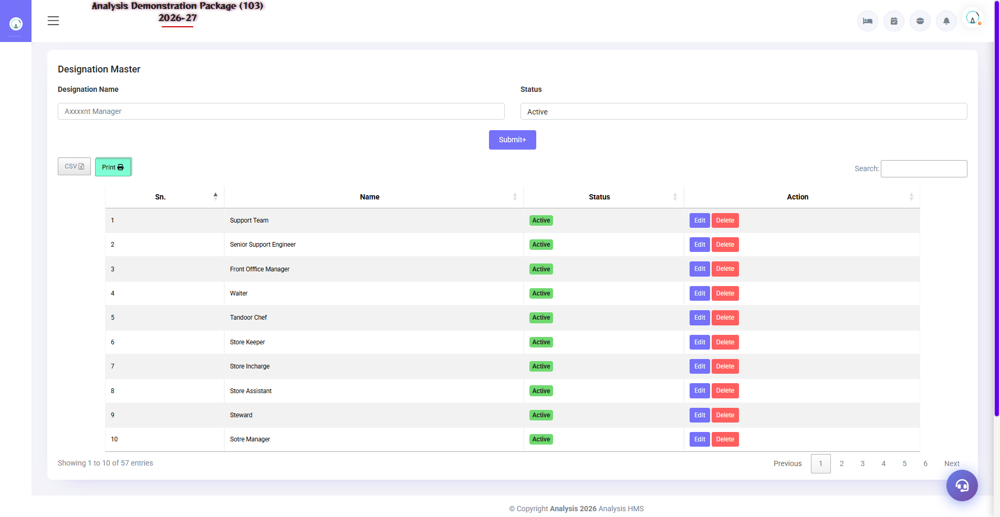 Analysis Demonstration Package (103)
2026-27
Designation Master
Designation Name
Status
Axxxxnt Manager
Active
Submit+
CSV
Print
Search:
Sn. Name Status Action
1 Support Team Active Edit Delete
2 Senior Support Engineer Active Edit Delete
3 Front Offfice Manager Active Edit Delete
4 Waiter Active Edit Delete
5 Tandoor Chef Active Edit Delete
6 Store Keeper Active Edit Delete
7 Store Incharge Active Edit Delete
8 Store Assistant Active Edit Delete
9 Steward Active Edit Delete
10 Sotre Manager Active Edit Delete
Showing 1 to 10 of 57 entries
Previous 1 2 3 4 5 6 Next
© Copyright Analysis 2026 Analysis HMS